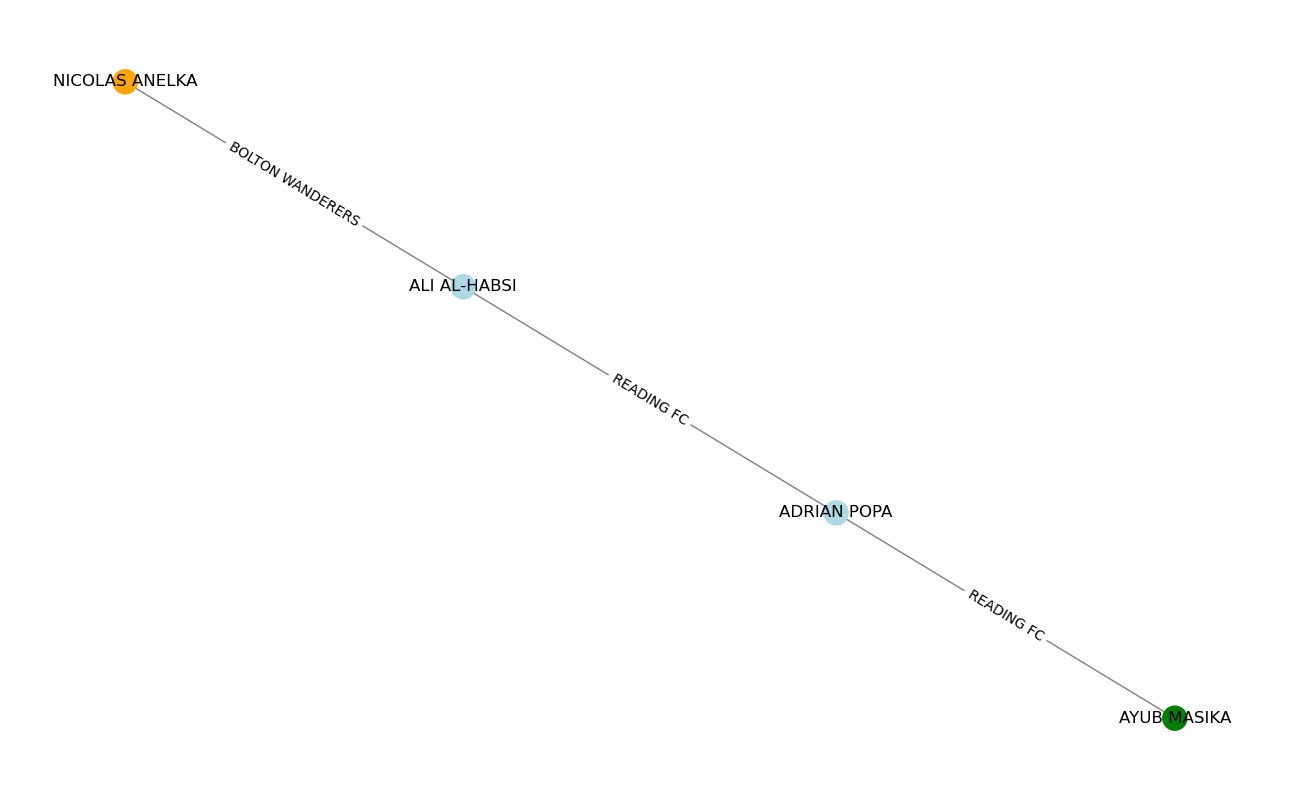 NICOLAS ANELKA
BOLTON WANDERERS
ALI AL-HABSI
READING FC
ADRIAN POPA
READING FC
AYUB MASIKA